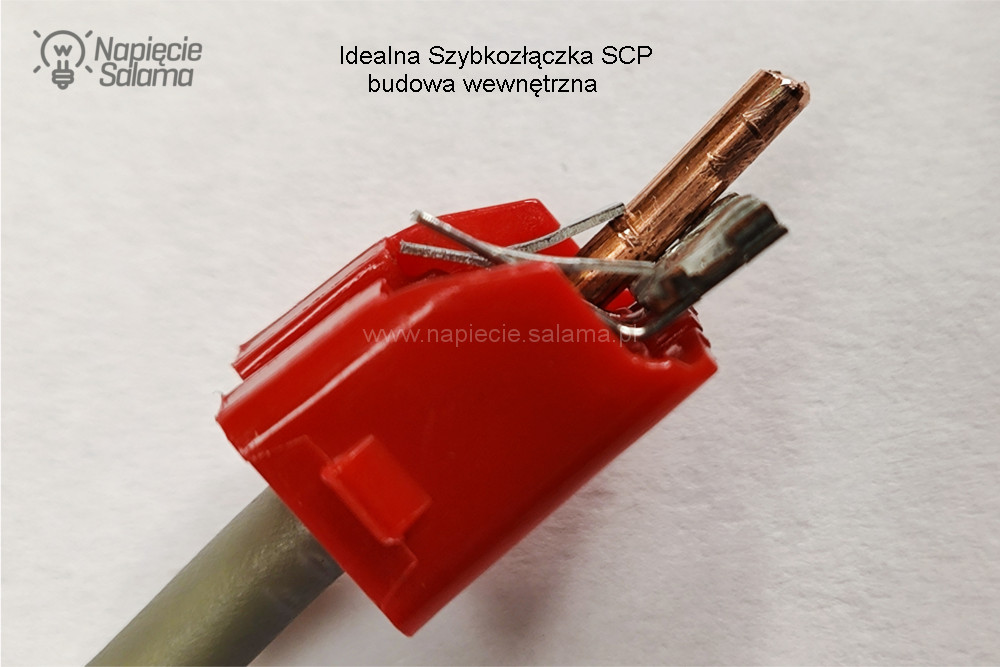 Napięcie
Salama
Idealna Szybkozłączka SCP
budowa wewnętrzna
www.napiecie.salama.pl